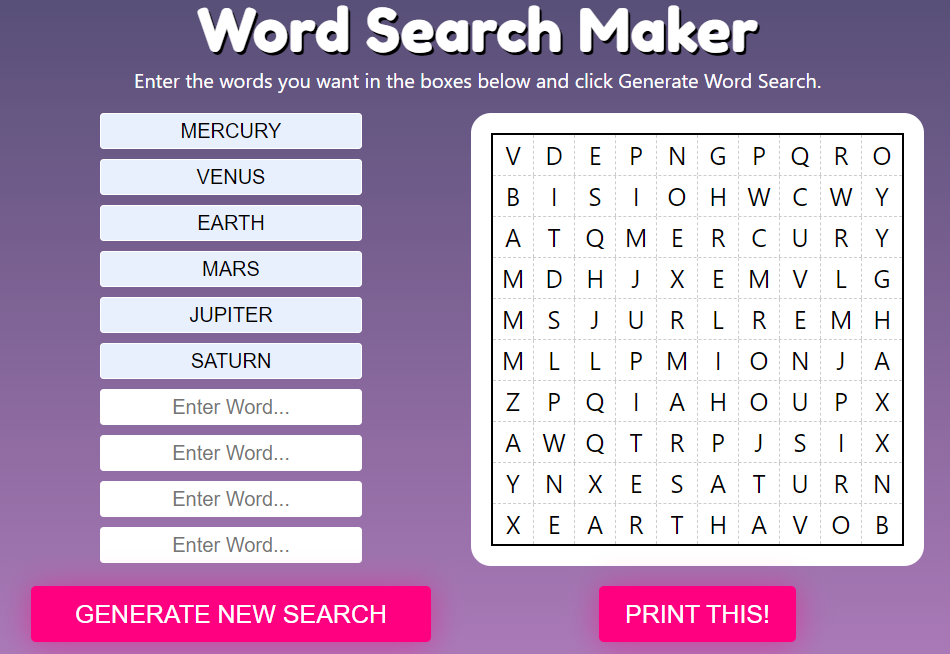 Word Search Maker
Enter the words you want in the boxes below and click Generate Word Search.
MERCURY
VENUS
EARTH
MARS
JUPITER
SATURN
Enter Word...
Enter Word...
Enter Word...
Enter Word...
V D E P N G P Q R O
B I S I O H W C W Y
A T Q M E R C U R Y
M D H J X E M V L G
M S J U R L R E M H
M L L P M I O N J A
Z P Q I A H O U P X
A W Q T R P J S I X
Y N X E S A T U R N
X E A R T H A V O B
GENERATE NEW SEARCH
PRINT THIS!